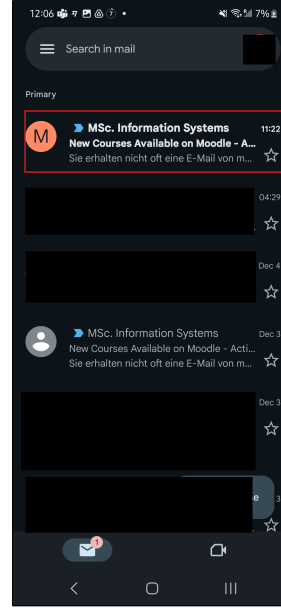 12:06 7%
Search in mail
Primary
M MSc. Information Systems 11:22
New Courses Available on Moodle - A...
Sie erhalten nicht oft eine E-Mail von m...
04:29
Dec 4
MSc. Information Systems Dec 3
New Courses Available on Moodle - Acti...
Sie erhalten nicht oft eine E-Mail von m...
Dec 3
e 3
1